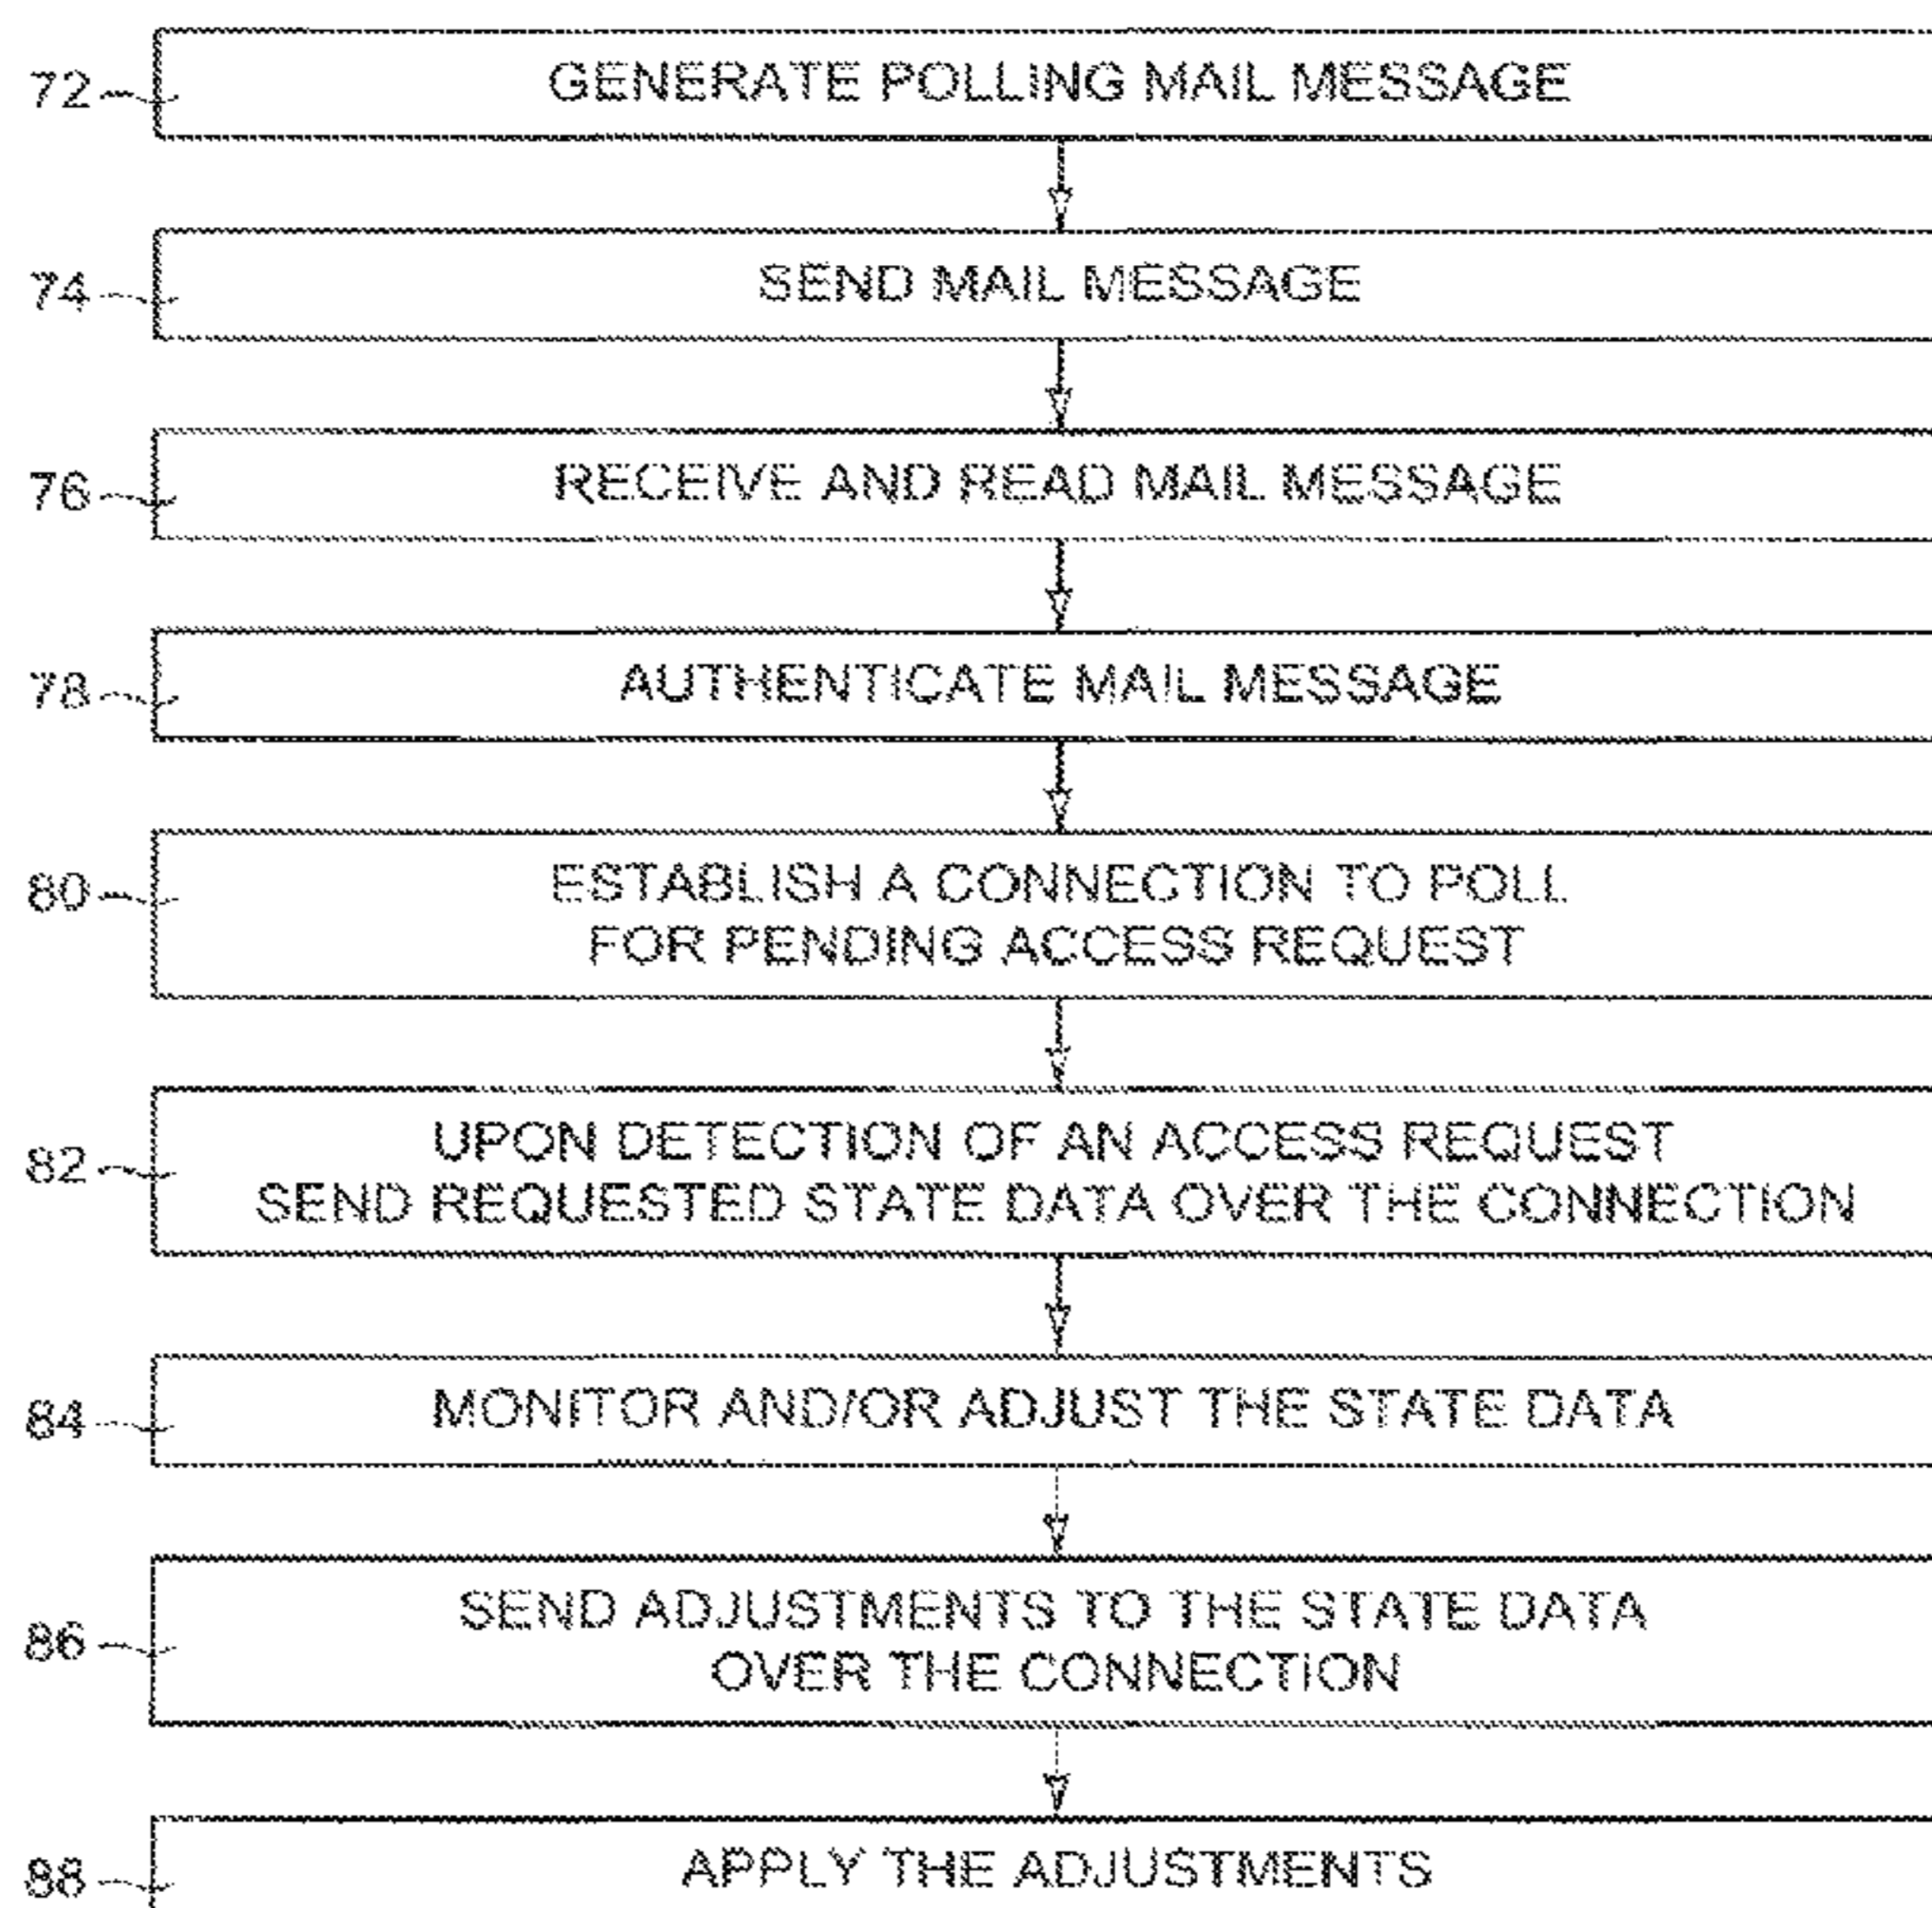 72 GENERATE POLLING MAIL MESSAGE
74 SEND MAIL MESSAGE
76 RECEIVE AND READ MAIL MESSAGE
78 AUTHENTICATE MAIL MESSAGE
80 ESTABLISH A CONNECTION TO POLL
FOR PENDING ACCESS REQUEST
82 UPON DETECTION OF AN ACCESS REQUEST
SEND REQUESTED STATE DATA OVER THE CONNECTION
84 MONITOR AND/OR ADJUST THE STATE DATA
86 SEND ADJUSTMENTS TO THE STATE DATA
OVER THE CONNECTION
88 APPLY THE ADJUSTMENTS